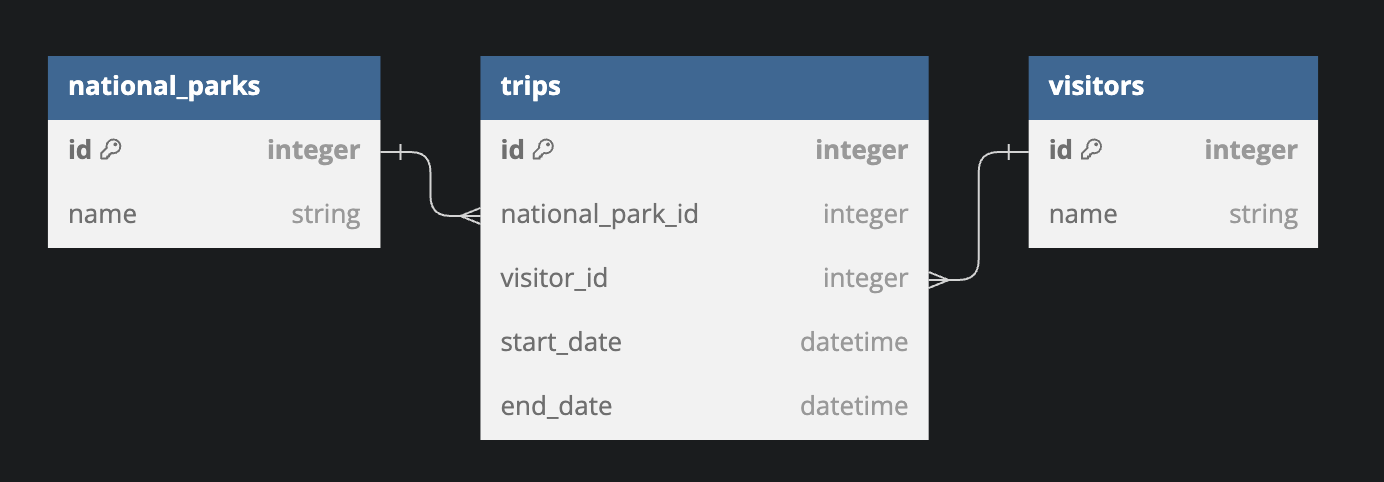 national_parks
id integer
name string
trips
id integer
national_park_id integer
visitor_id integer
start_date datetime
end_date datetime
visitors
id integer
name string